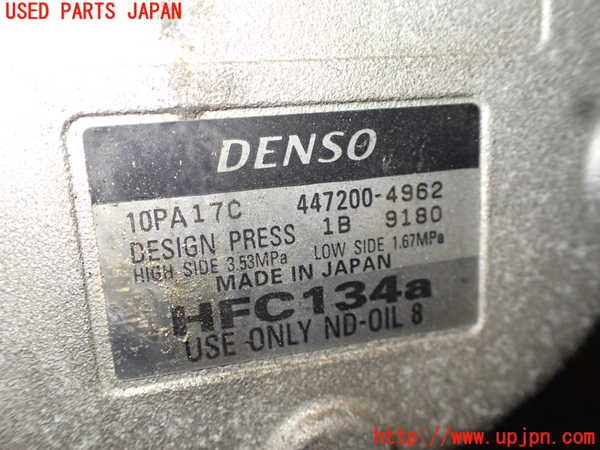 USED PARTS JAPAN
DENSO
10PA17C 447200-4962
DESIGN PRESS 1B 9180
HIGH SIDE 3.53MPa LOW SIDE 1.67MPa
MADE IN JAPAN
HFC134a
USE ONLY ND-OIL 8
http://www.upjpn.com/